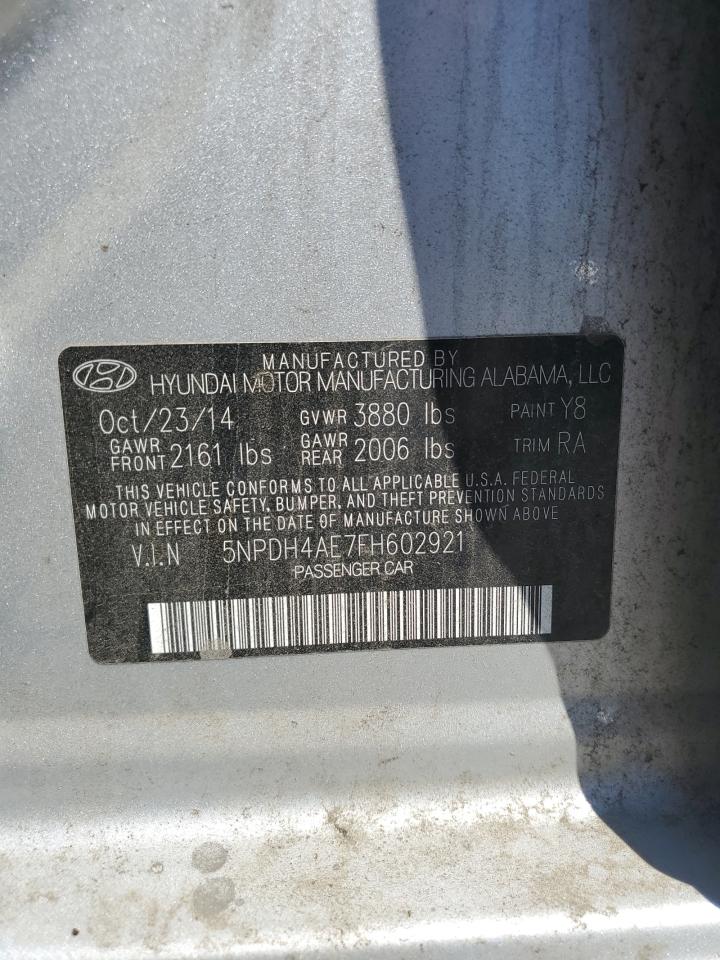 MANUFACTURED BY
HYUNDAI MOTOR MANUFACTURING ALABAMA, LLC
Oct/23/14 GVWR 3880 lbs PAINT Y8
GAWR FRONT 2161 lbs GAWR REAR 2006 lbs TRIM RA
THIS VEHICLE CONFORMS TO ALL APPLICABLE U.S.A. FEDERAL
MOTOR VEHICLE SAFETY, BUMPER, AND THEFT PREVENTION STANDARDS
IN EFFECT ON THE DATE OF MANUFACTURE SHOWN ABOVE
V.I.N 5NPDH4AE7FH602921
PASSENGER CAR